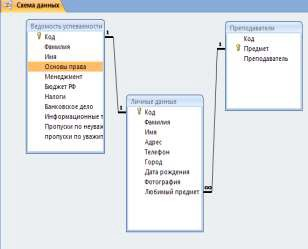 Схема данных
Ведомость успеваемости
Код
Фамилия
Имя
Основы права
Менеджмент
Бюджет РФ
Налоги
Банковское дело
Информационные т
Пропуски по неуваж
пропуски по уважит
1
1
Личные данные
Код
Фамилия
Имя
Адрес
Телефон
Город
Дата рождения
Фотография
Любимый предмет
∞
1
Преподаватели
Код
Предмет
Преподаватель